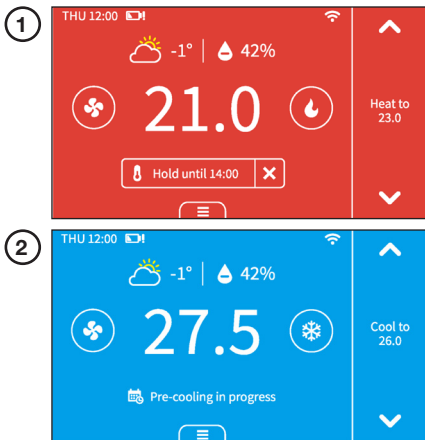 1
THU 12:00
-1° 42%
21.0
Heat to
23.0
Hold until 14:00
2
THU 12:00
-1° 42%
27.5
Cool to
26.0
Pre-cooling in progress